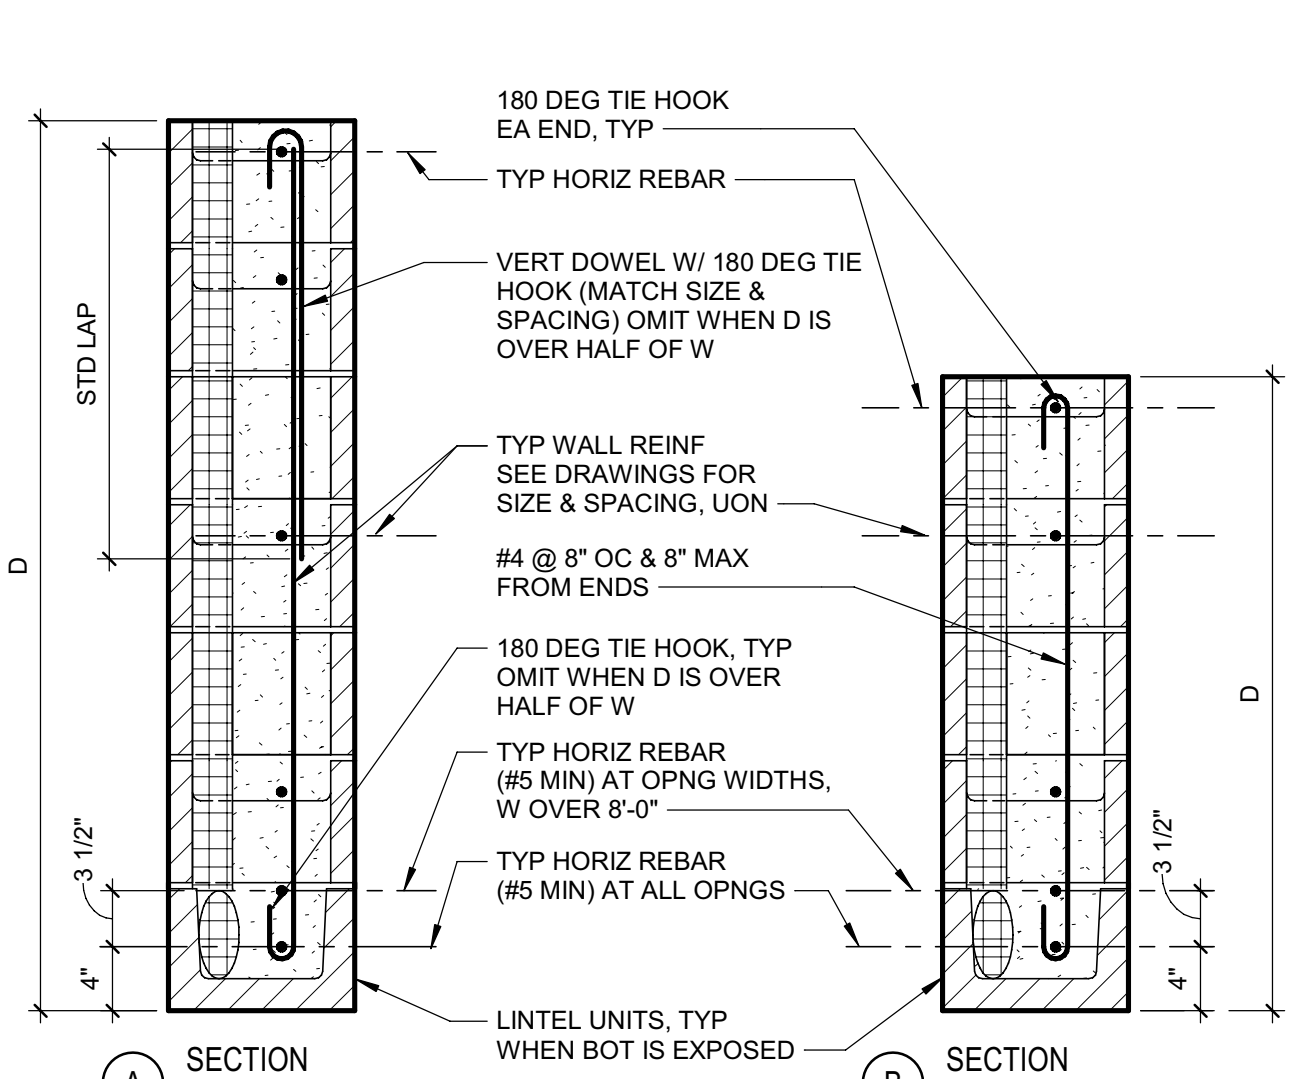 180 DEG TIE HOOK
EA END, TYP
TYP HORIZ REBAR
VERT DOWEL W/ 180 DEG TIE
HOOK (MATCH SIZE &
SPACING) OMIT WHEN D IS
OVER HALF OF W
STD LAP
D
TYP WALL REINF
SEE DRAWINGS FOR
SIZE & SPACING, UON
#4 @ 8" OC & 8" MAX
FROM ENDS
180 DEG TIE HOOK, TYP
OMIT WHEN D IS OVER
HALF OF W
D
TYP HORIZ REBAR
(#5 MIN) AT OPNG WIDTHS,
W OVER 8'-0"
3 1/2"
3 1/2"
TYP HORIZ REBAR
(#5 MIN) AT ALL OPNGS
4"
4"
LINTEL UNITS, TYP
WHEN BOT IS EXPOSED
A SECTION
B SECTION